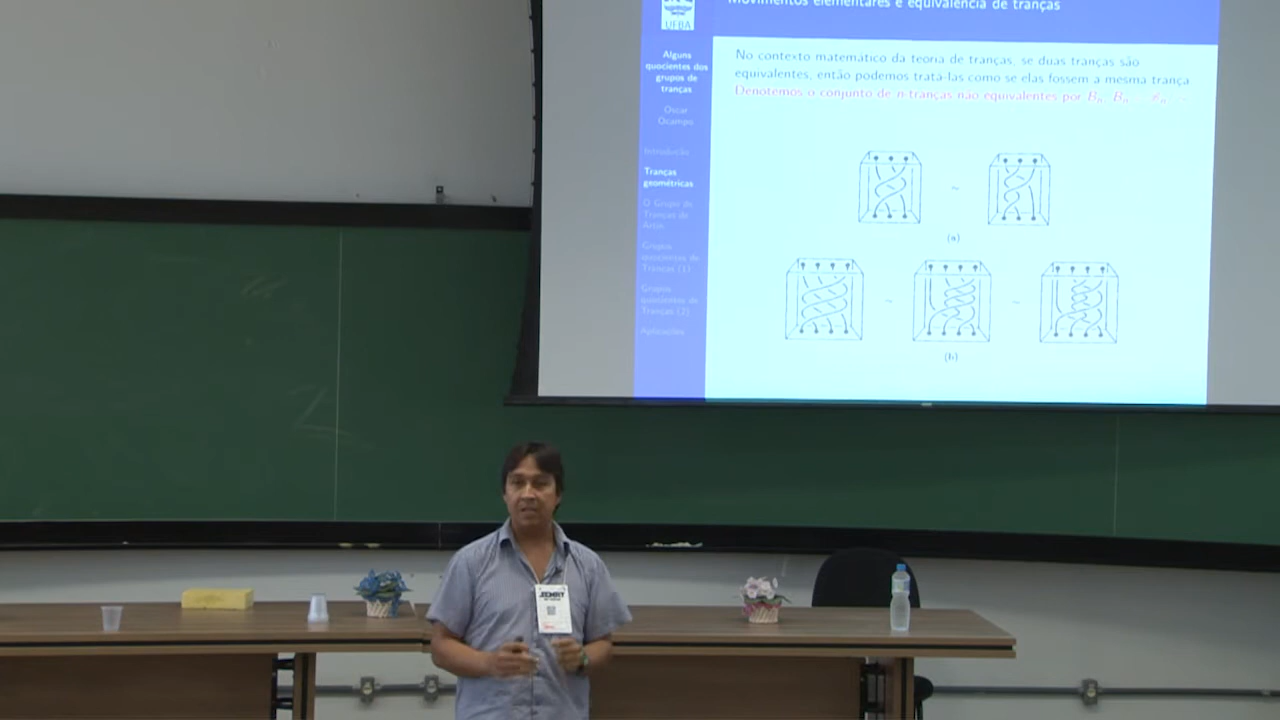 Movimentos elementares e equivalência de tranças
UFBA
Alguns
quocientes dos
grupos de
tranças
Oscar
Ocampo
Introdução
Tranças
geométricas
O Grupo de
Tranças de
Artin
Grupos
quocientes de
Tranças (1)
Grupos
quocientes de
Tranças (2)
Aplicações
No contexto matemático da teoria de tranças, se duas tranças são
equivalentes, então podemos trata-las como se elas fossem a mesma trança
Denotemos o conjunto de n-tranças não equivalentes por Bn, Bn
~
(a)
~ ~
(b)